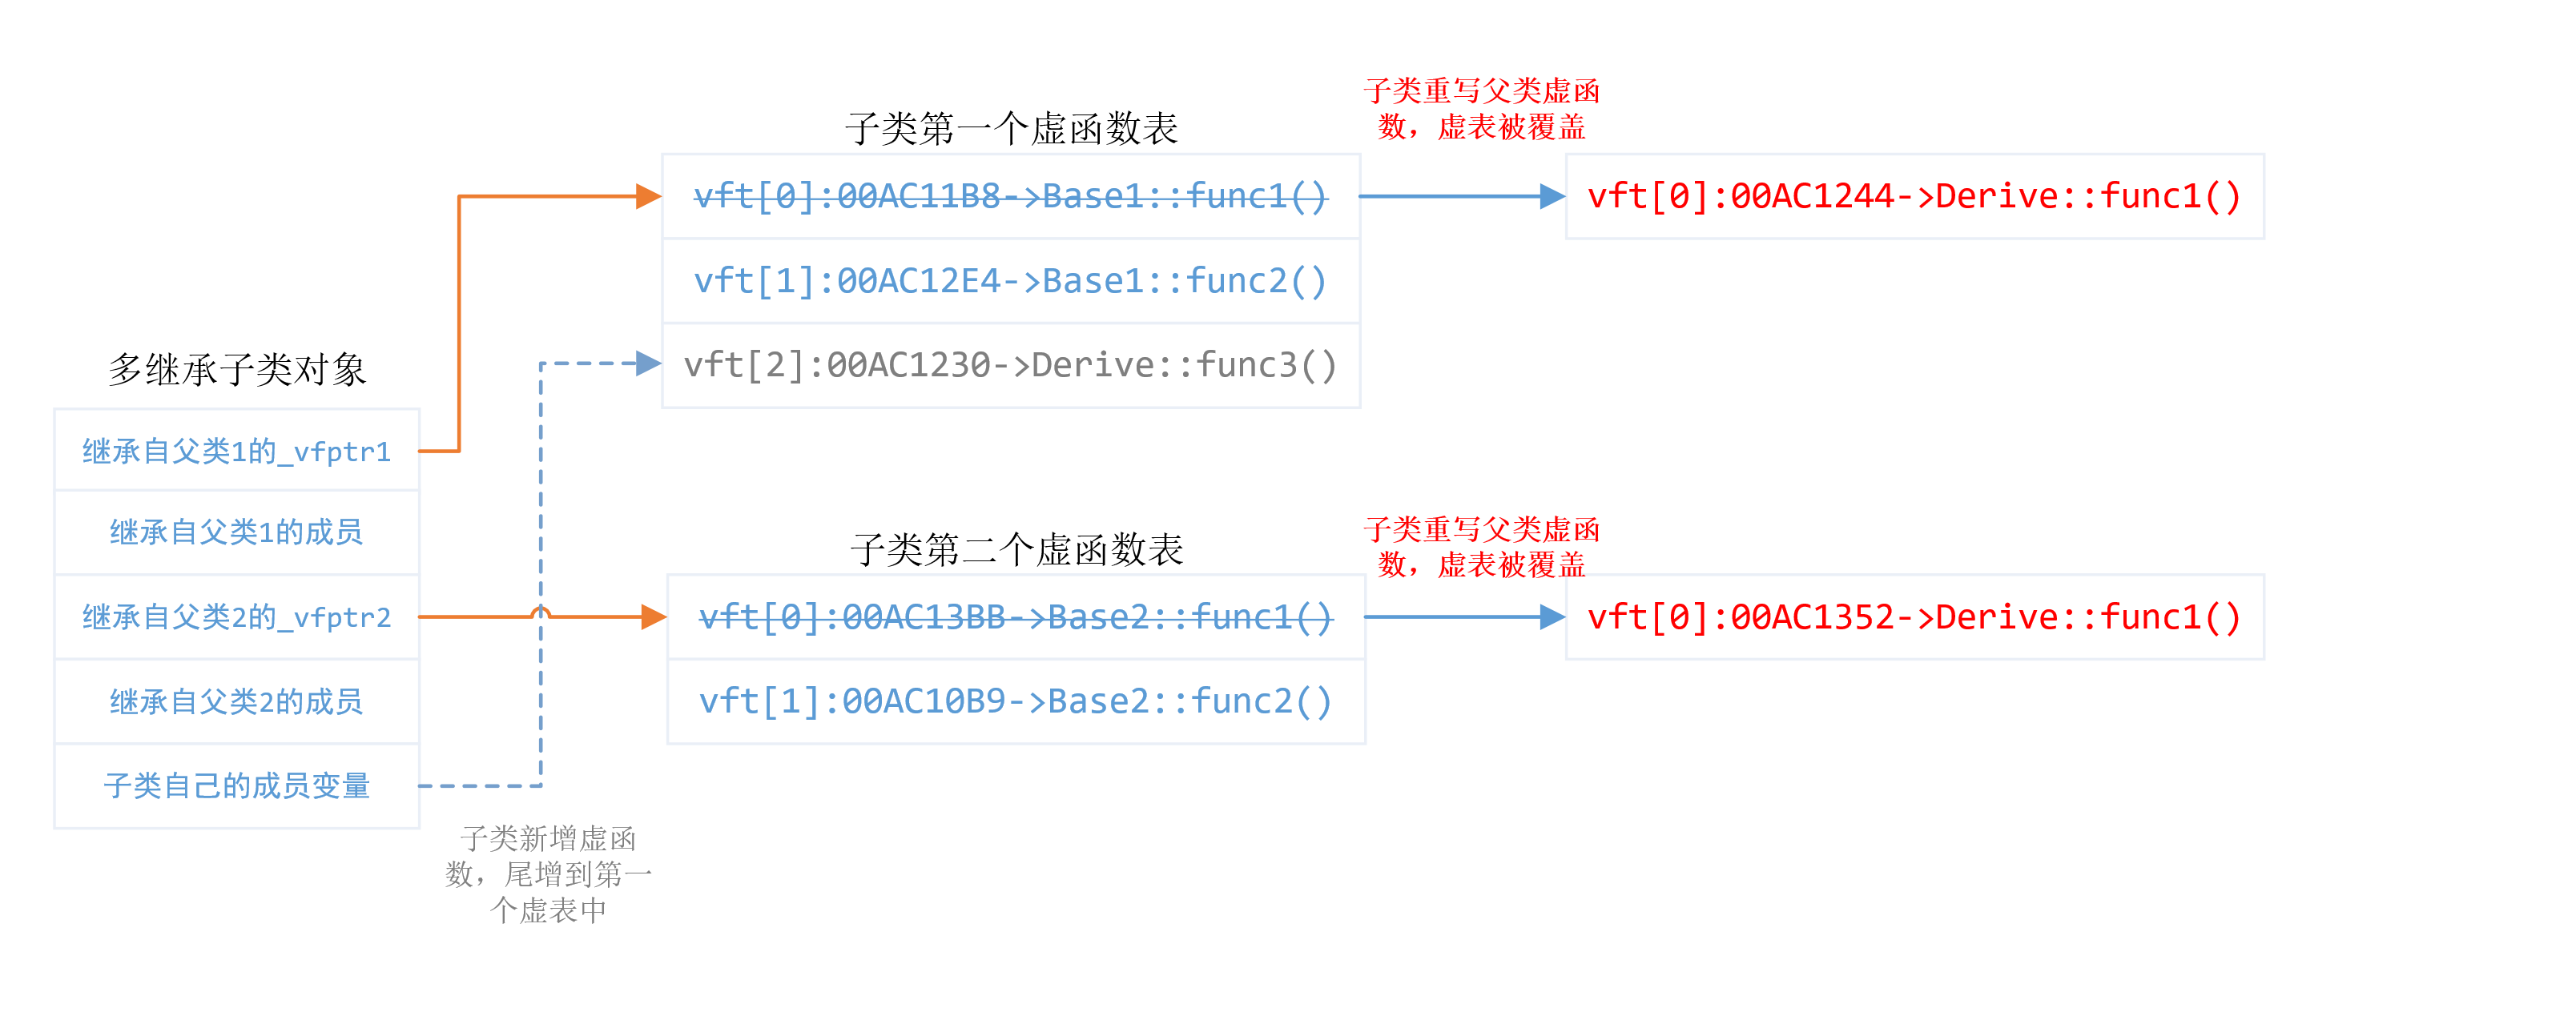 子类重写父类虚函
数，虚表被覆盖
子类第一个虚函数表
vft[0]:00AC11B8->Base1::func1()
vft[0]:00AC1244->Derive::func1()
vft[1]:00AC12E4->Base1::func2()
vft[2]:00AC1230->Derive::func3()
多继承子类对象
继承自父类1的_vfptr1
继承自父类1的成员
继承自父类2的_vfptr2
继承自父类2的成员
子类自己的成员变量
子类新增虚函
数，尾增到第一
个虚表中
子类重写父类虚函
数，虚表被覆盖
子类第二个虚函数表
vft[0]:00AC13BB->Base2::func1()
vft[0]:00AC1352->Derive::func1()
vft[1]:00AC10B9->Base2::func2()